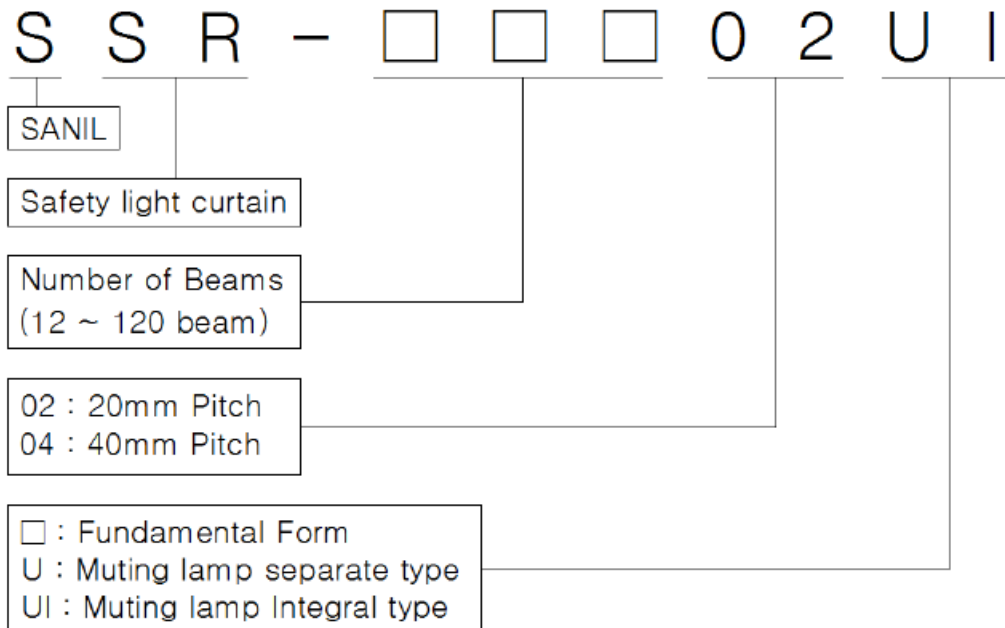 S S R - □ □ □ 0 2 U I
SANIL
Safety light curtain
Number of Beams
(12 ~ 120 beam)
02 : 20mm Pitch
04 : 40mm Pitch
□ : Fundamental Form
U : Muting lamp separate type
UI : Muting lamp Integral type